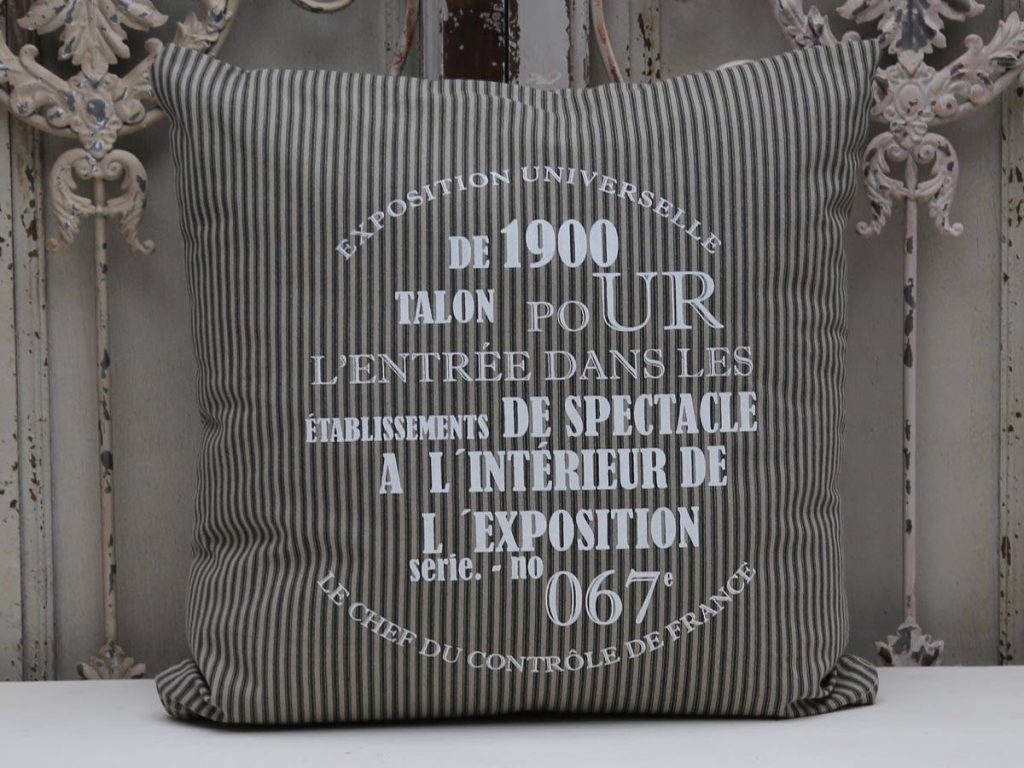 EXPOSITION UNIVERSELLE
DE 1900
TALON POUR
L'ENTRÉE DANS LES
ÉTABLISSEMENTS DE SPECTACLE
A L´INTÉRIEUR DE
L´EXPOSITION
serie. - no 067e
LE CHEF DU CONTRÔLE DE FRANCE